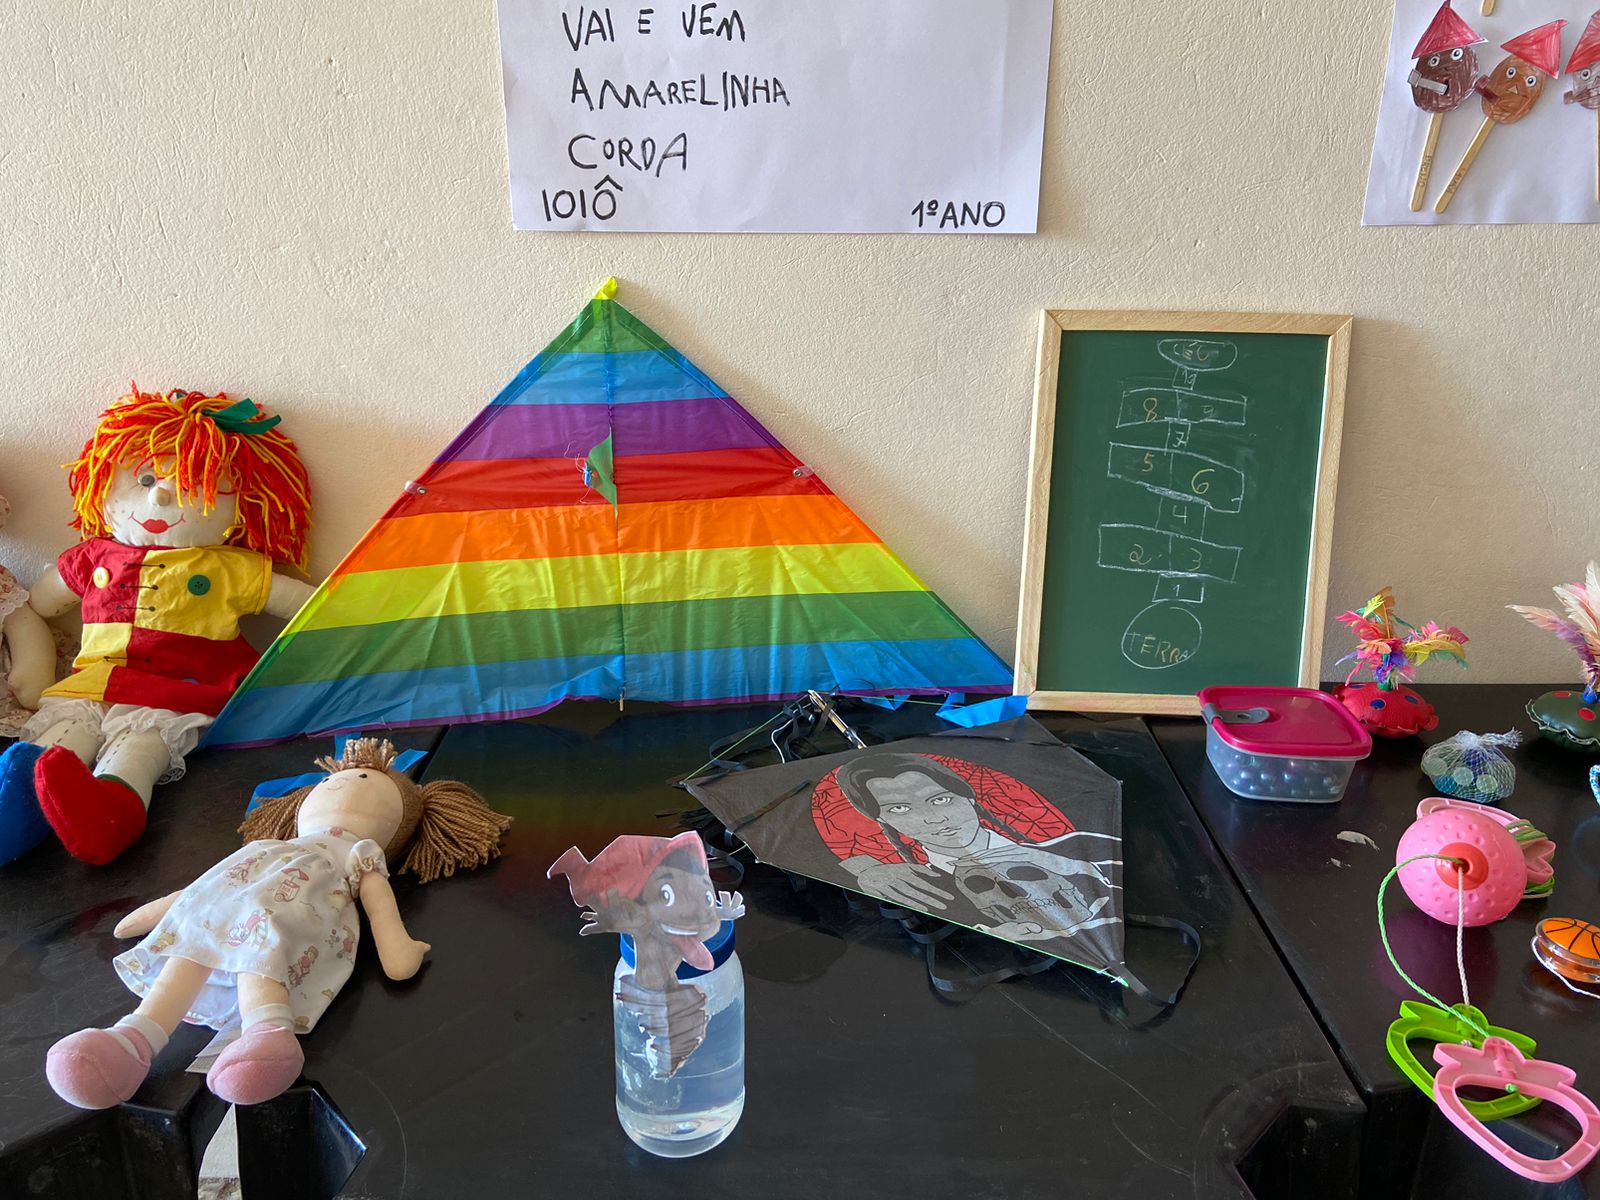 VAI E VEM
AMARELINHA
CORDA
IOIÔ
1º ANO
CÉU
10
8 9
7
5 6
4
2 3
1
TERRA